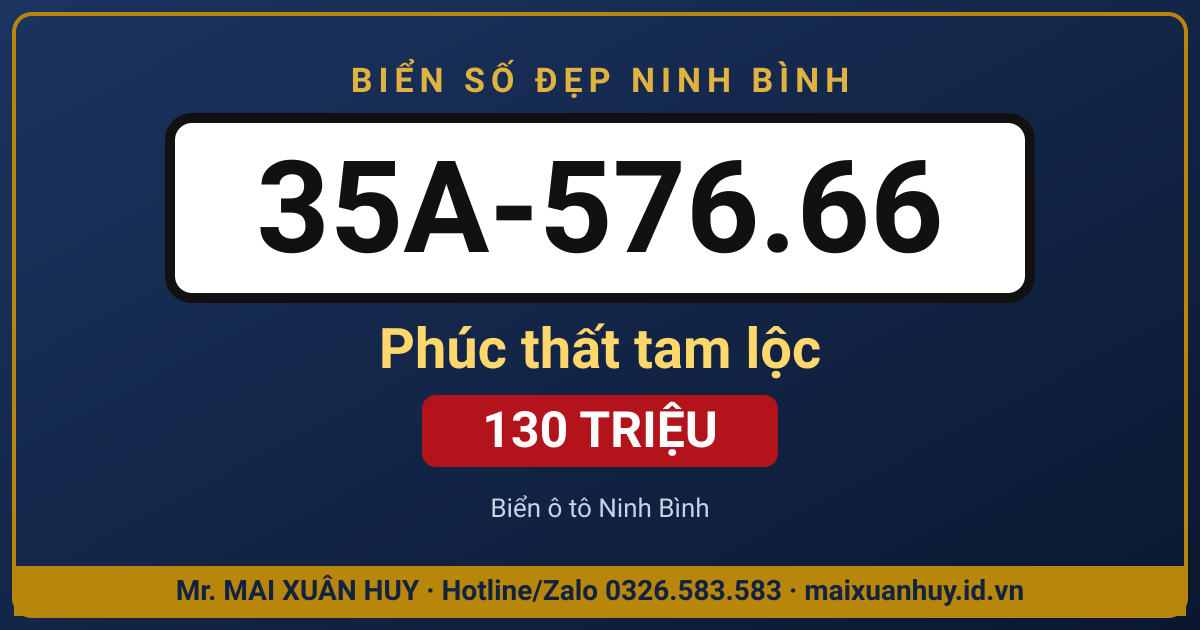 BIỂN SỐ ĐẸP NINH BÌNH
35A-576.66
Phúc thất tam lộc
130 TRIỆU
Biển ô tô Ninh Bình
Mr. MAI XUÂN HUY · Hotline/Zalo 0326.583.583 · maixuanhuy.id.vn